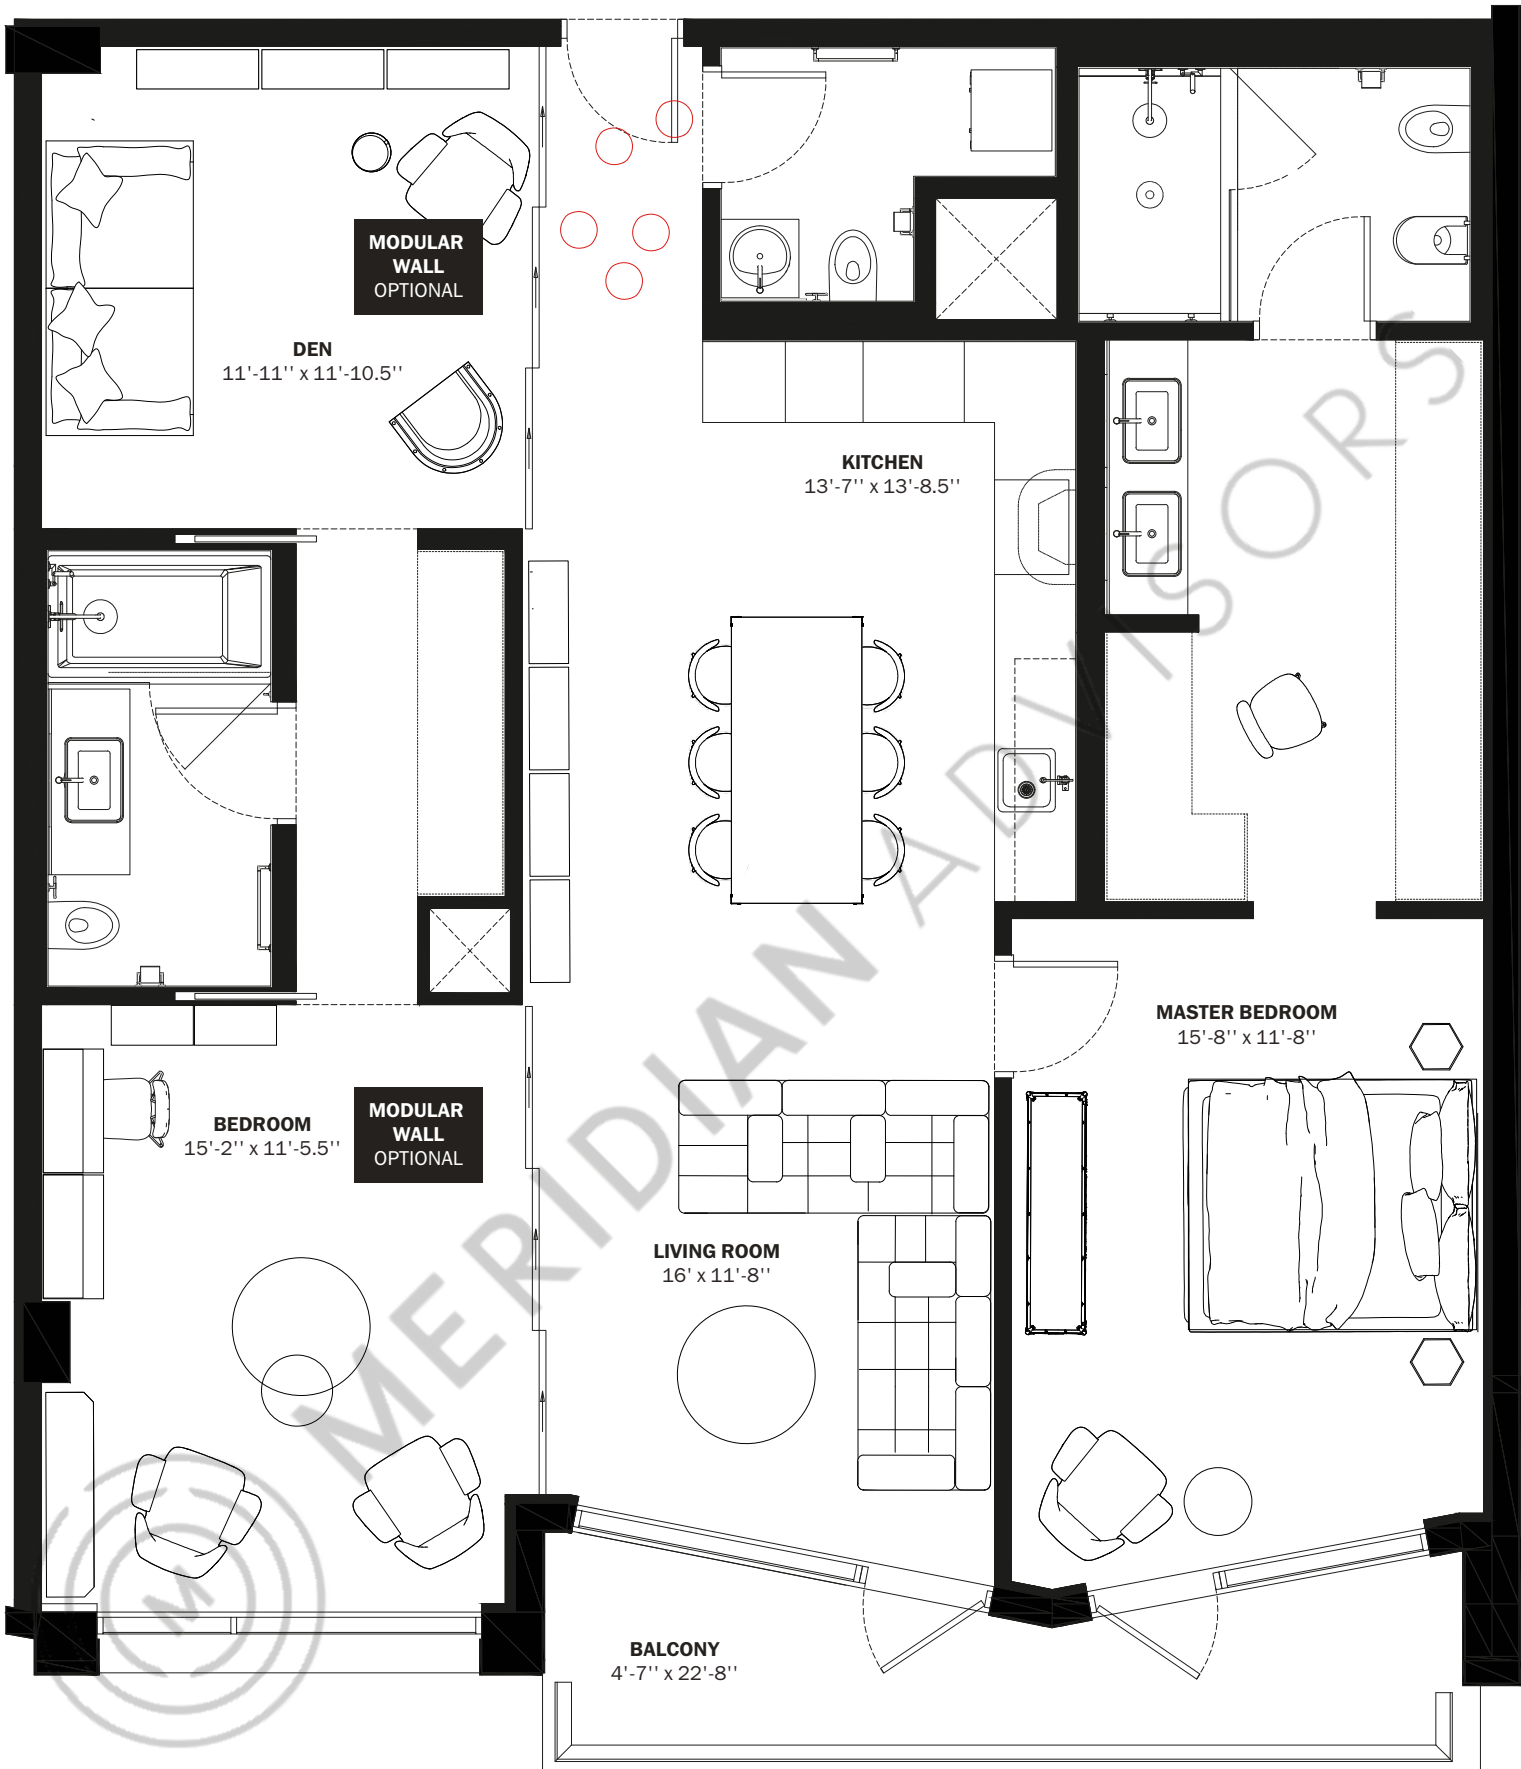 MODULAR
WALL
OPTIONAL
DEN
11'-11'' x 11'-10.5''
KITCHEN
13'-7'' x 13'-8.5''
MASTER BEDROOM
15'-8'' x 11'-8''
BEDROOM
15'-2'' x 11'-5.5''
MODULAR
WALL
OPTIONAL
LIVING ROOM
16' x 11'-8''
BALCONY
4'-7'' x 22'-8''
M MERIDIAN ADVISORS